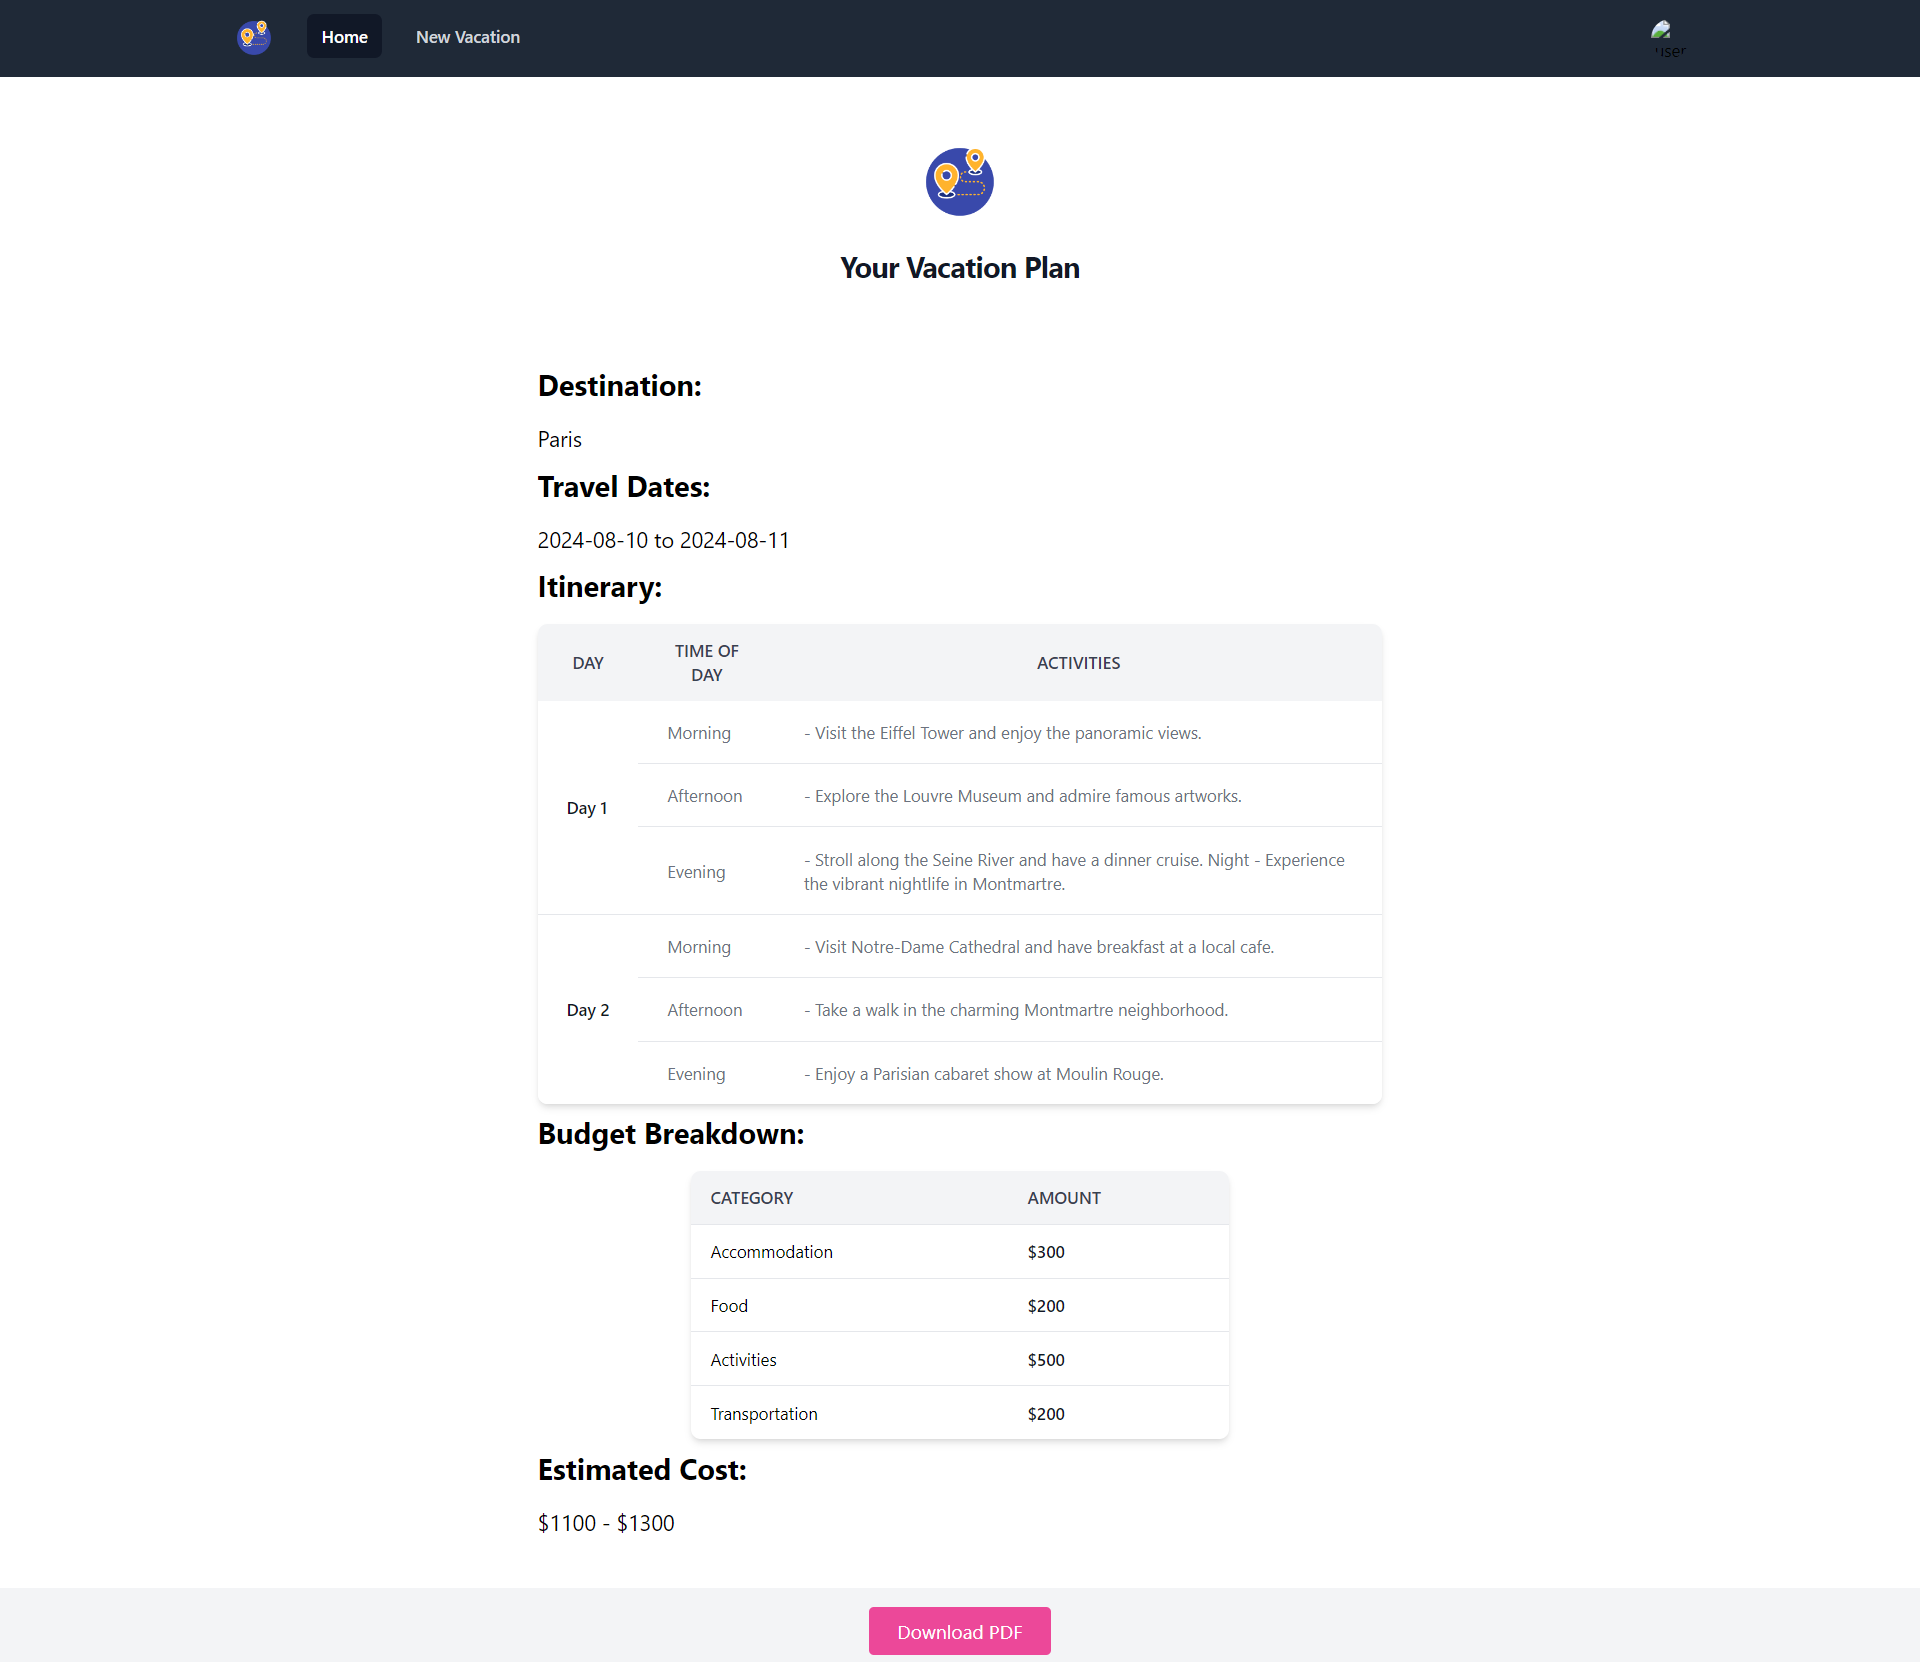 Home New Vacation
user
Your Vacation Plan
Destination:
Paris
Travel Dates:
2024-08-10 to 2024-08-11
Itinerary:
DAY TIME OF DAY ACTIVITIES
Day 1
Morning - Visit the Eiffel Tower and enjoy the panoramic views.
Afternoon - Explore the Louvre Museum and admire famous artworks.
Evening - Stroll along the Seine River and have a dinner cruise. Night - Experience
the vibrant nightlife in Montmartre.
Day 2
Morning - Visit Notre-Dame Cathedral and have breakfast at a local cafe.
Afternoon - Take a walk in the charming Montmartre neighborhood.
Evening - Enjoy a Parisian cabaret show at Moulin Rouge.
Budget Breakdown:
CATEGORY AMOUNT
Accommodation $300
Food $200
Activities $500
Transportation $200
Estimated Cost:
$1100 - $1300
Download PDF